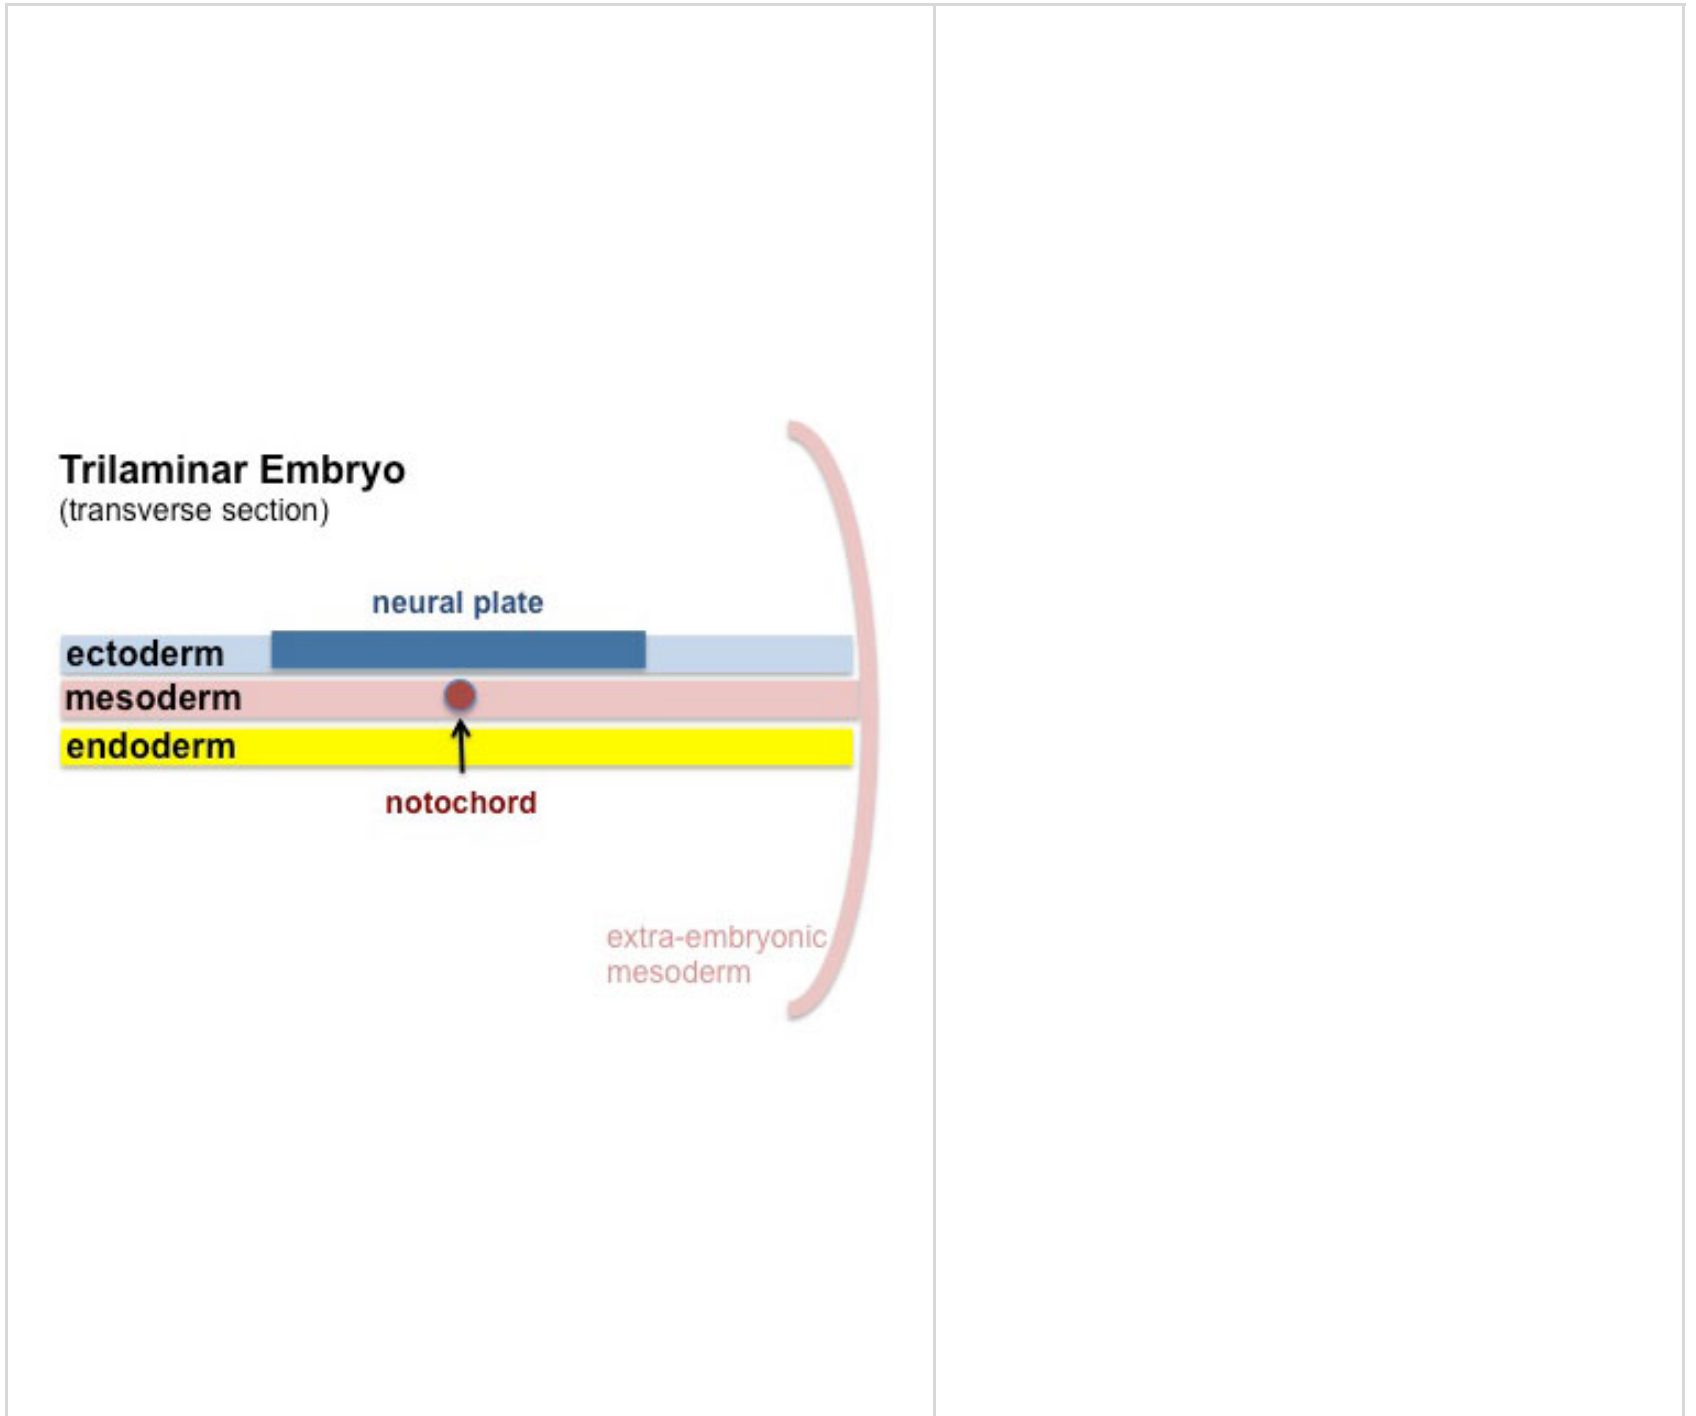 Trilaminar Embryo
(transverse section)
neural plate
ectoderm
mesoderm
endoderm
notochord
extra-embryonic
mesoderm